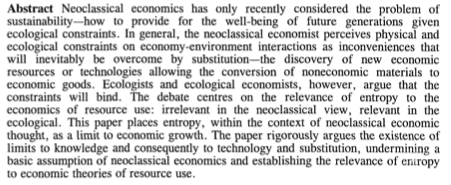 Abstract Neoclassical economics has only recently considered the problem of
sustainability—how to provide for the well-being of future generations given
ecological constraints. In general, the neoclassical economist perceives physical and
ecological constraints on economy-environment interactions as inconveniences that
will inevitably be overcome by substitution—the discovery of new economic
resources or technologies allowing the conversion of noneconomic materials to
economic goods. Ecologists and ecological economists, however, argue that the
constraints will bind. The debate centres on the relevance of entropy to the
economics of resource use: irrelevant in the neoclassical view, relevant in the
ecological. This paper places entropy, within the context of neoclassical economic
thought, as a limit to economic growth. The paper rigorously argues the existence of
limits to knowledge and consequently to technology and substitution, undermining a
basic assumption of neoclassical economics and establishing the relevance of entropy
to economic theories of resource use.